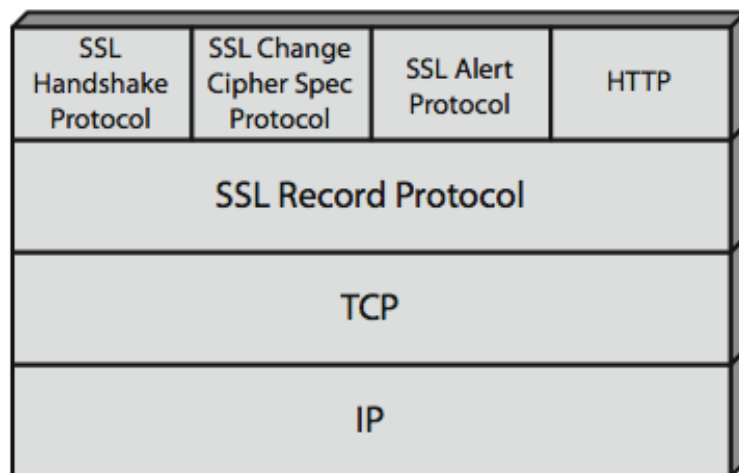 SSL
Handshake
Protocol
SSL Change
Cipher Spec
Protocol
SSL Alert
Protocol
HTTP
SSL Record Protocol
TCP
IP